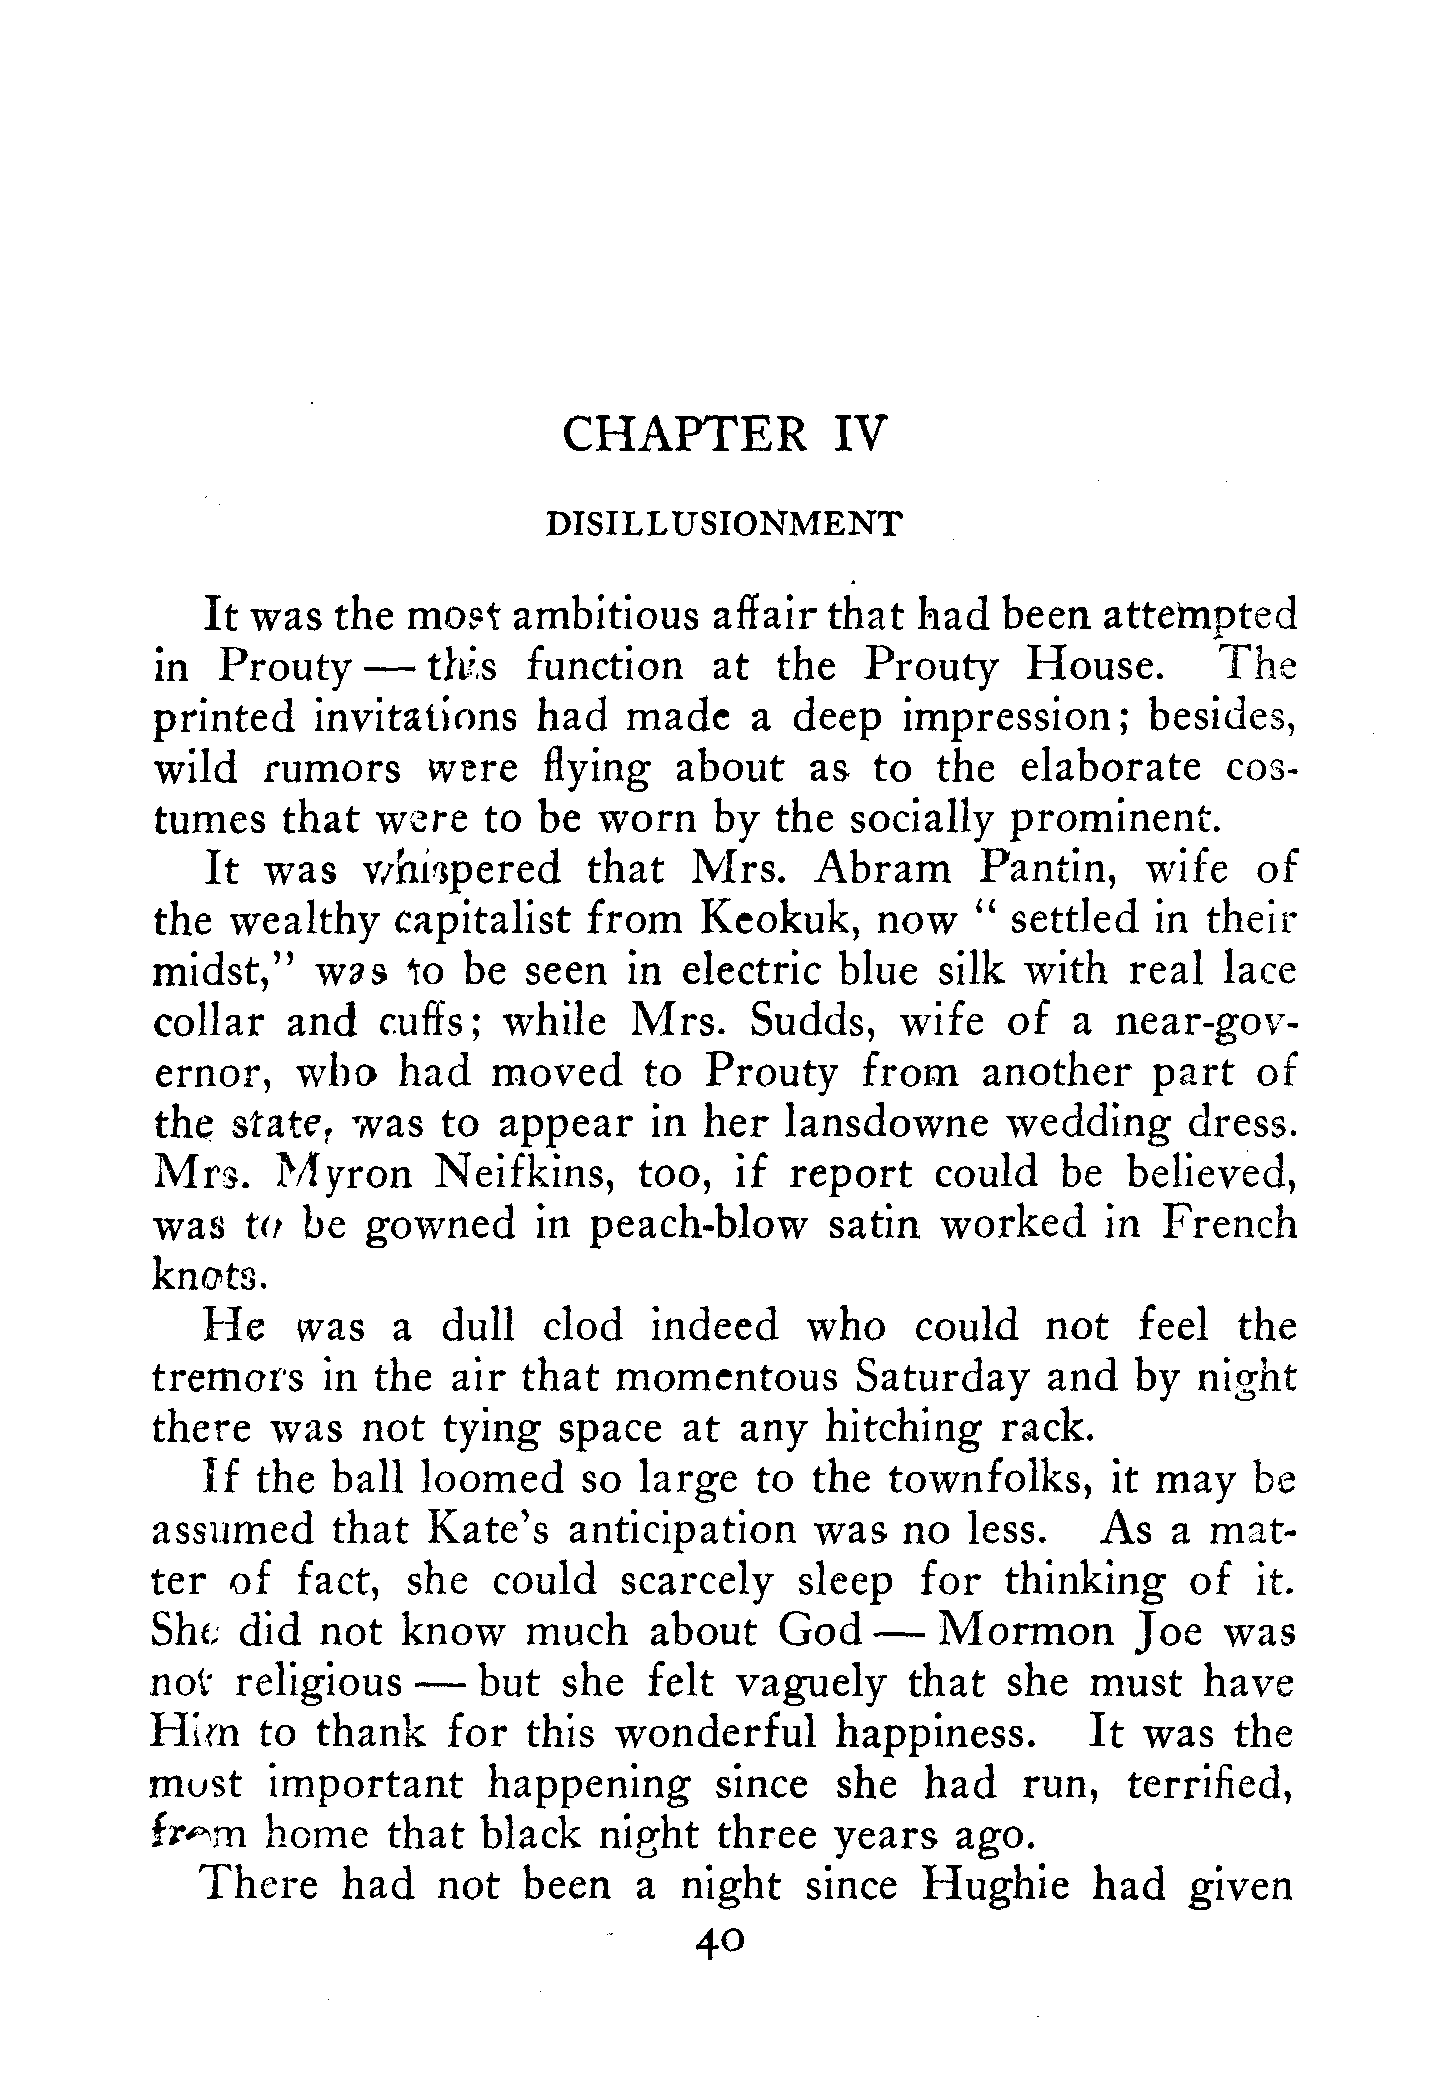 CHAPTER IV
DISILLUSIONMENT
It was the most ambitious affair that had been attempted
in Prouty — this function at the Prouty House. The
printed invitations had made a deep impression; besides,
wild rumors were flying about as to the elaborate cos-
tumes that were to be worn by the socially prominent.
It was whispered that Mrs. Abram Pantin, wife of
the wealthy capitalist from Keokuk, now " settled in their
midst," was to be seen in electric blue silk with real lace
collar and cuffs; while Mrs. Sudds, wife of a near-gov-
ernor, who had moved to Prouty from another part of
the state, was to appear in her lansdowne wedding dress.
Mrs. Myron Neifkins, too, if report could be believed,
was to be gowned in peach-blow satin worked in French
knots.
He was a dull clod indeed who could not feel the
tremors in the air that momentous Saturday and by night
there was not tying space at any hitching rack.
If the ball loomed so large to the townfolks, it may be
assumed that Kate's anticipation was no less. As a mat-
ter of fact, she could scarcely sleep for thinking of it.
She did not know much about God — Mormon Joe was
not religious — but she felt vaguely that she must have
Him to thank for this wonderful happiness. It was the
most important happening since she had run, terrified,
from home that black night three years ago.
There had not been a night since Hughie had given
40